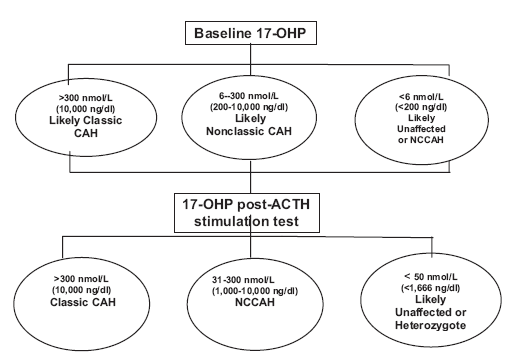 Baseline 17-OHP
>300 nmol/L
(10,000 ng/dl)
Likely Classic
CAH
6--300 nmol/L
(200-10,000 ng/dl)
Likely
Nonclassic CAH
<6 nmol/L
(<200 ng/dl)
Likely
Unaffected
or NCCAH
17-OHP post-ACTH
stimulation test
>300 nmol/L
(10,000 ng/dl)
Classic CAH
31-300 nmol/L
(1,000-10,000 ng/dl)
NCCAH
< 50 nmol/L
(<1,666 ng/dl)
Likely
Unaffected or
Heterozygote